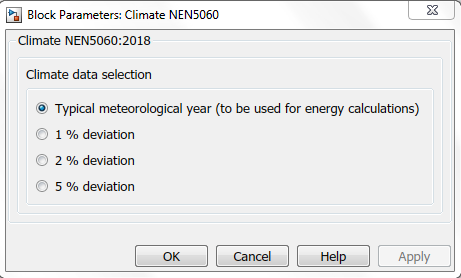 Block Parameters: Climate NEN5060
Climate NEN5060:2018
Climate data selection
Typical meteorological year (to be used for energy calculations)
1 % deviation
2 % deviation
5 % deviation
OK Cancel Help Apply